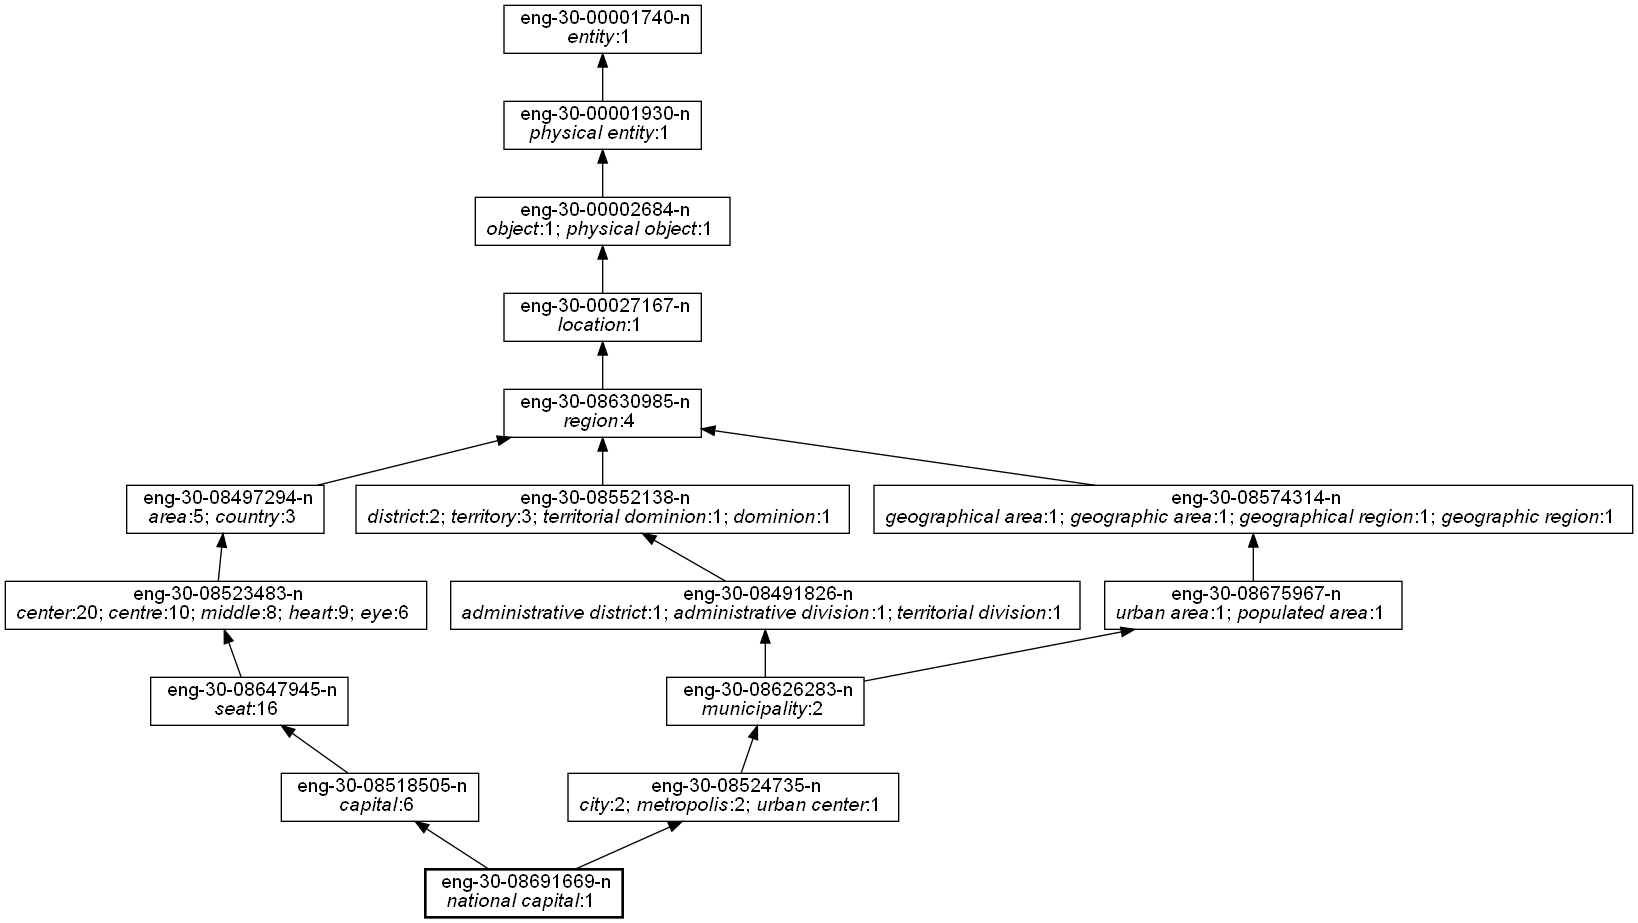 eng-30-00001740-n
entity:1
eng-30-00001930-n
physical entity:1
eng-30-00002684-n
object:1; physical object:1
eng-30-00027167-n
location:1
eng-30-08630985-n
region:4
eng-30-08497294-n
area:5; country:3
eng-30-08552138-n
district:2; territory:3; territorial dominion:1; dominion:1
eng-30-08574314-n
geographical area:1; geographic area:1; geographical region:1; geographic region:1
eng-30-08523483-n
center:20; centre:10; middle:8; heart:9; eye:6
eng-30-08491826-n
administrative district:1; administrative division:1; territorial division:1
eng-30-08675967-n
urban area:1; populated area:1
eng-30-08647945-n
seat:16
eng-30-08626283-n
municipality:2
eng-30-08518505-n
capital:6
eng-30-08524735-n
city:2; metropolis:2; urban center:1
eng-30-08691669-n
national capital:1